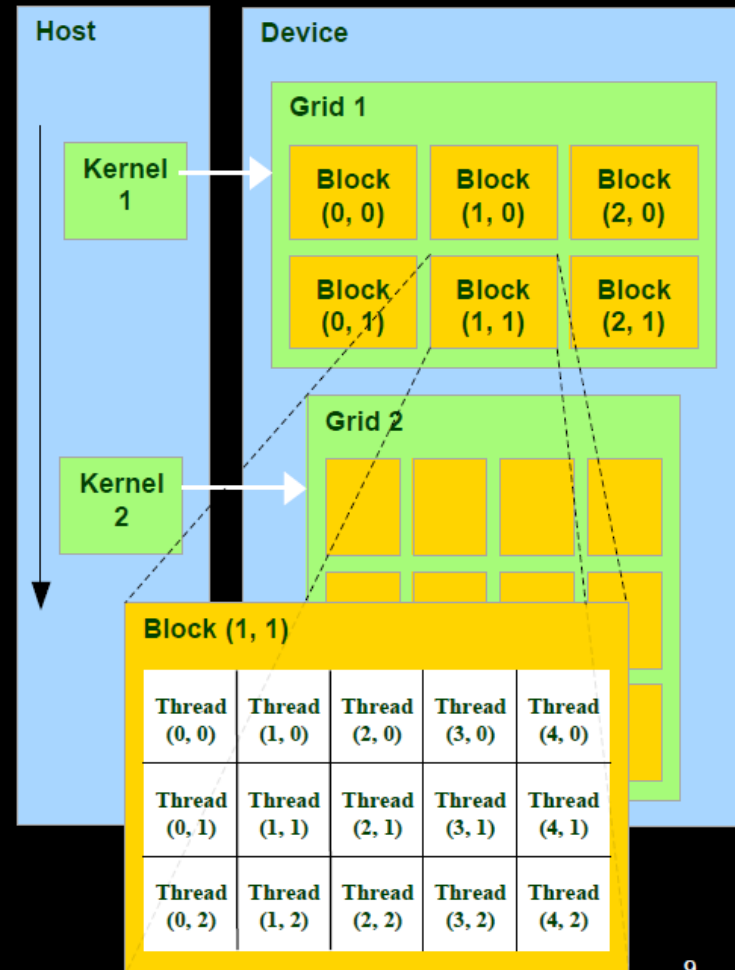 Host
Device
Grid 1
Kernel
1
Block
(0, 0)
Block
(1, 0)
Block
(2, 0)
Block
(0, 1)
Block
(1, 1)
Block
(2, 1)
Grid 2
Kernel
2
Block (1, 1)
Thread
(0, 0)
Thread
(1, 0)
Thread
(2, 0)
Thread
(3, 0)
Thread
(4, 0)
Thread
(0, 1)
Thread
(1, 1)
Thread
(2, 1)
Thread
(3, 1)
Thread
(4, 1)
Thread
(0, 2)
Thread
(1, 2)
Thread
(2, 2)
Thread
(3, 2)
Thread
(4, 2)
9